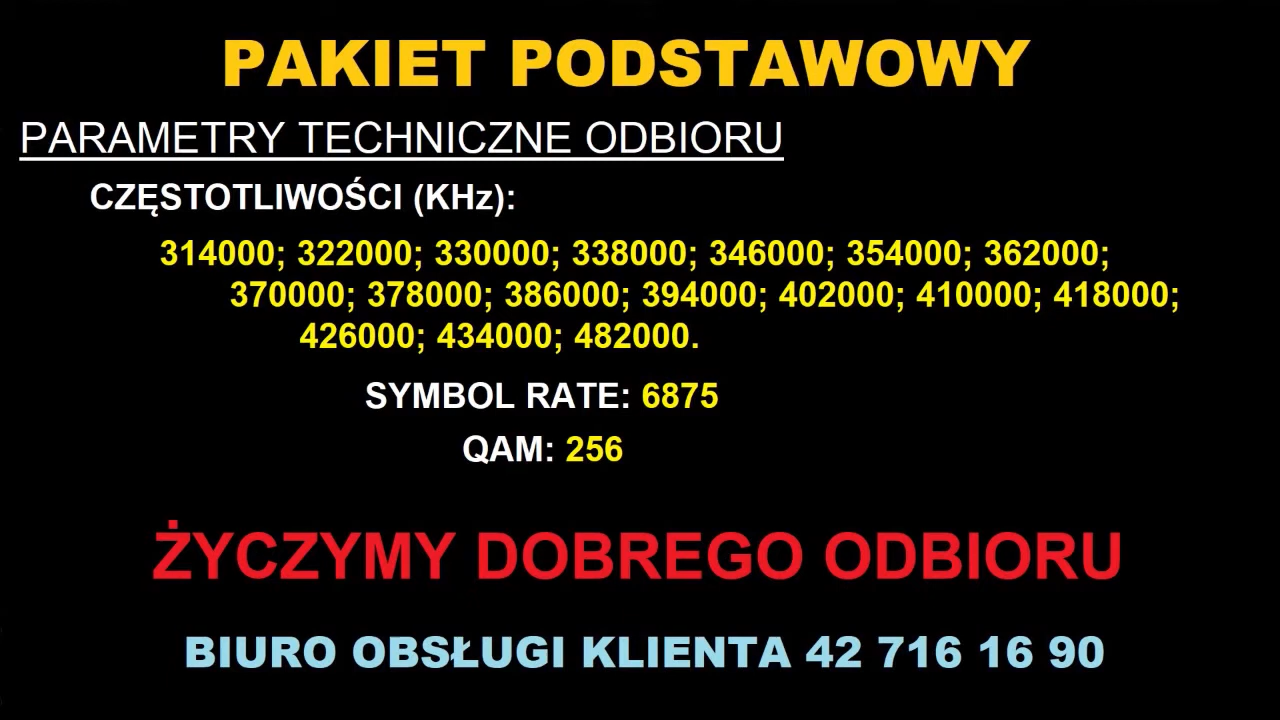 PAKIET PODSTAWOWY
PARAMETRY TECHNICZNE ODBIORU
CZĘSTOTLIWOŚCI (KHz):
314000; 322000; 330000; 338000; 346000; 354000; 362000;
370000; 378000; 386000; 394000; 402000; 410000; 418000;
426000; 434000; 482000.
SYMBOL RATE: 6875
QAM: 256
ŻYCZYMY DOBREGO ODBIORU
BIURO OBSŁUGI KLIENTA 42 716 16 90